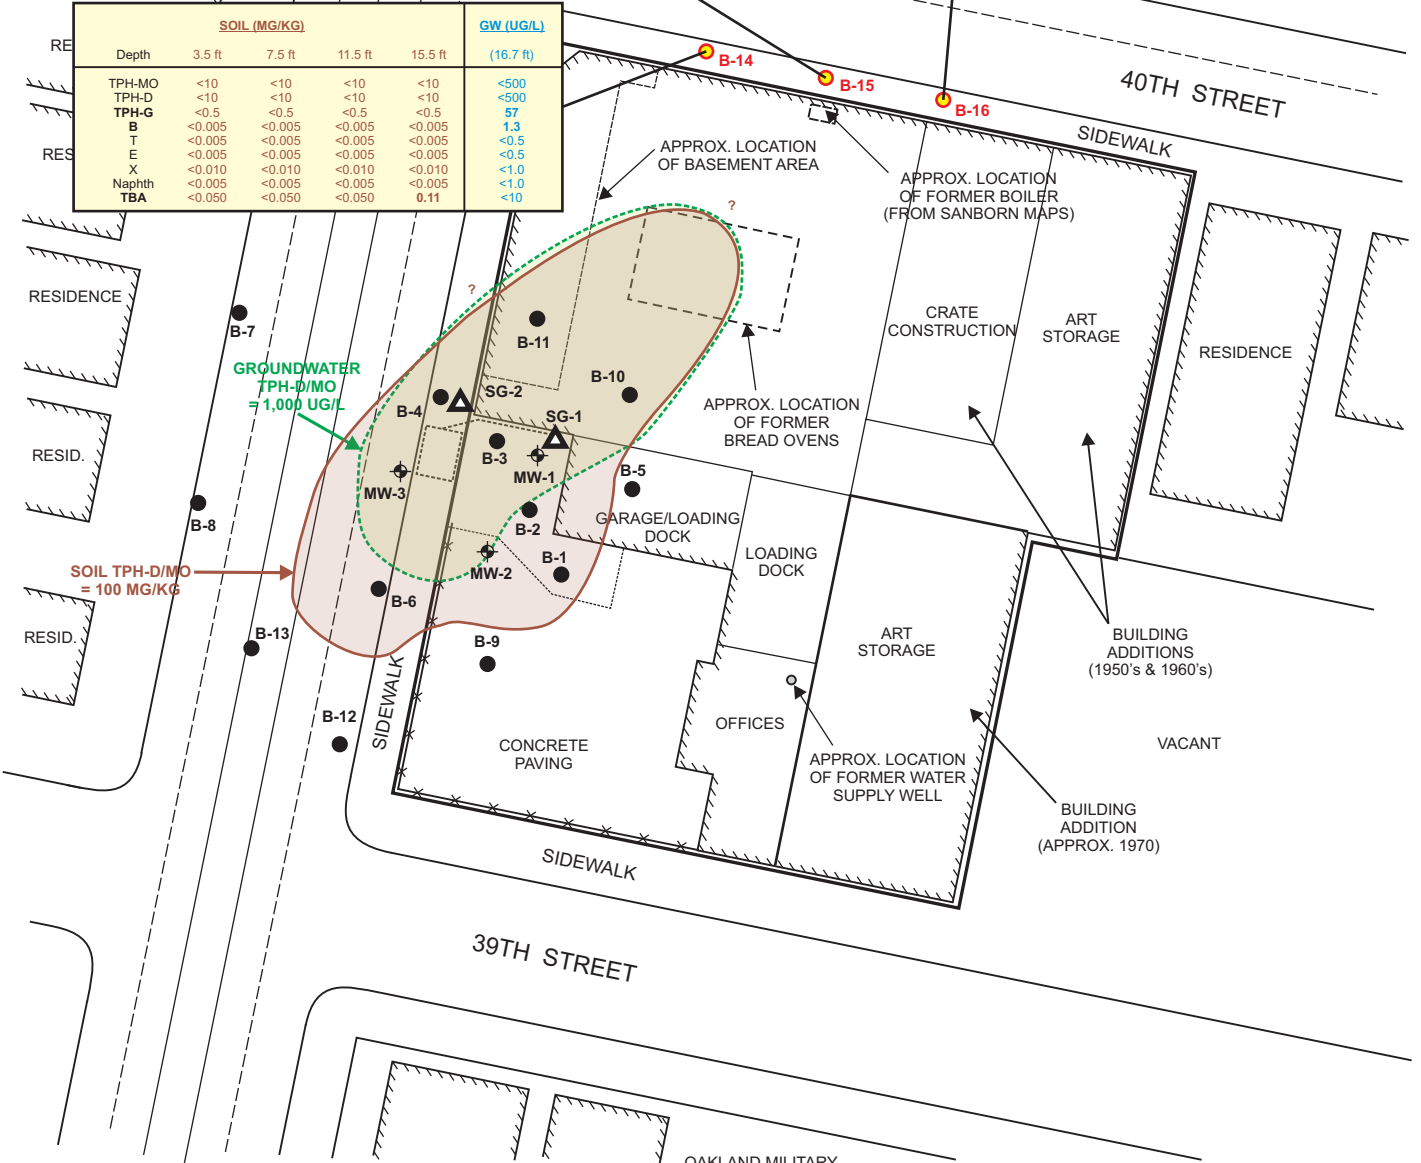 SOIL (MG/KG) GW (UG/L)
Depth 3.5 ft 7.5 ft 11.5 ft 15.5 ft (16.7 ft)
TPH-MO <10 <10 <10 <10 <500
TPH-D <10 <10 <10 <10 <500
TPH-G <0.5 <0.5 <0.5 <0.5 57
B <0.005 <0.005 <0.005 <0.005 1.3
T <0.005 <0.005 <0.005 <0.005 <0.5
E <0.005 <0.005 <0.005 <0.005 <0.5
X <0.010 <0.010 <0.010 <0.010 <1.0
Naphth <0.005 <0.005 <0.005 <0.005 <1.0
TBA <0.050 <0.050 <0.050 0.11 <10
RE
RES
B-14
B-15
B-16
40TH STREET
SIDEWALK
APPROX. LOCATION
OF BASEMENT AREA
APPROX. LOCATION
OF FORMER BOILER
(FROM SANBORN MAPS)
?
?
RESIDENCE
B-7
B-11
CRATE
CONSTRUCTION
ART
STORAGE
RESIDENCE
GROUNDWATER
TPH-D/MO
= 1,000 UG/L
B-10
SG-2
B-4
SG-1
APPROX. LOCATION
OF FORMER
BREAD OVENS
RESID.
B-3
MW-1
B-5
MW-3
B-8
B-2
GARAGE/LOADING
DOCK
LOADING
DOCK
B-1
MW-2
SOIL TPH-D/MO
= 100 MG/KG
B-6
RESID.
B-13
B-9
ART
STORAGE
BUILDING
ADDITIONS
(1950's & 1960's)
SIDEWALK
B-12
OFFICES
CONCRETE
PAVING
APPROX. LOCATION
OF FORMER WATER
SUPPLY WELL
VACANT
BUILDING
ADDITION
(APPROX. 1970)
SIDEWALK
39TH STREET
OAKLAND MILITARY